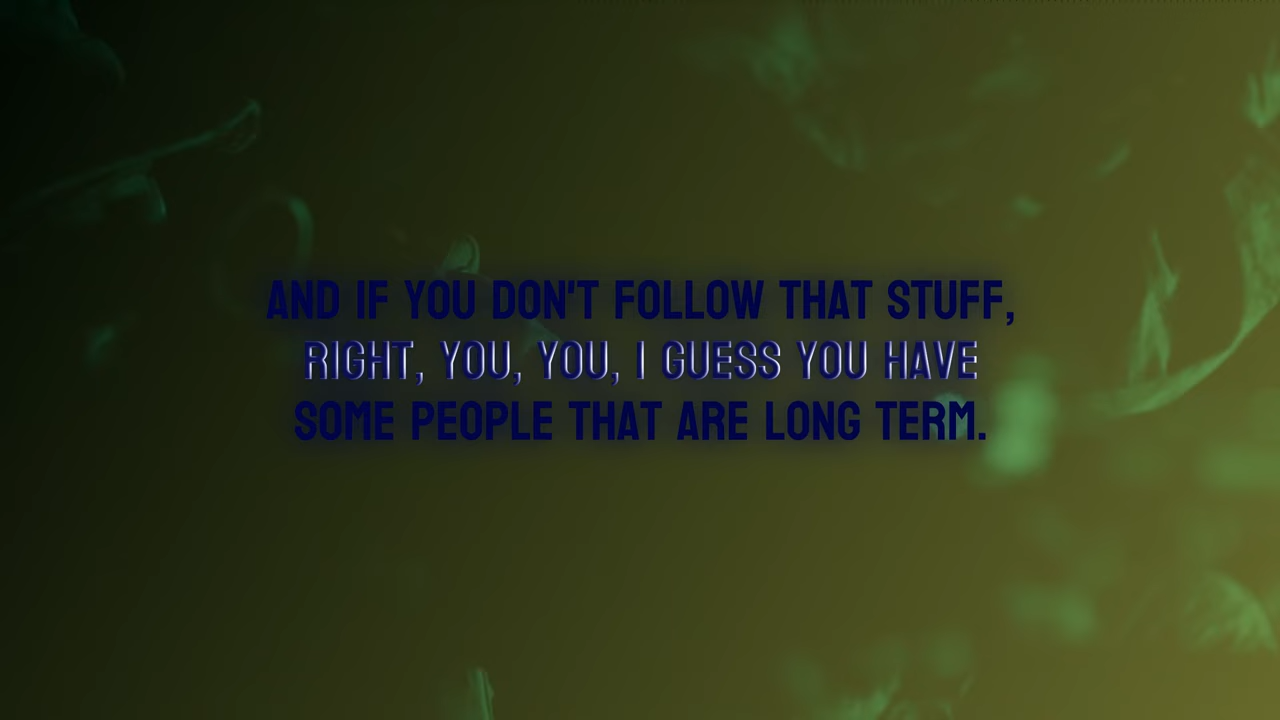 AND IF YOU DON'T FOLLOW THAT STUFF,
RIGHT, YOU, YOU, I GUESS YOU HAVE
SOME PEOPLE THAT ARE LONG TERM.